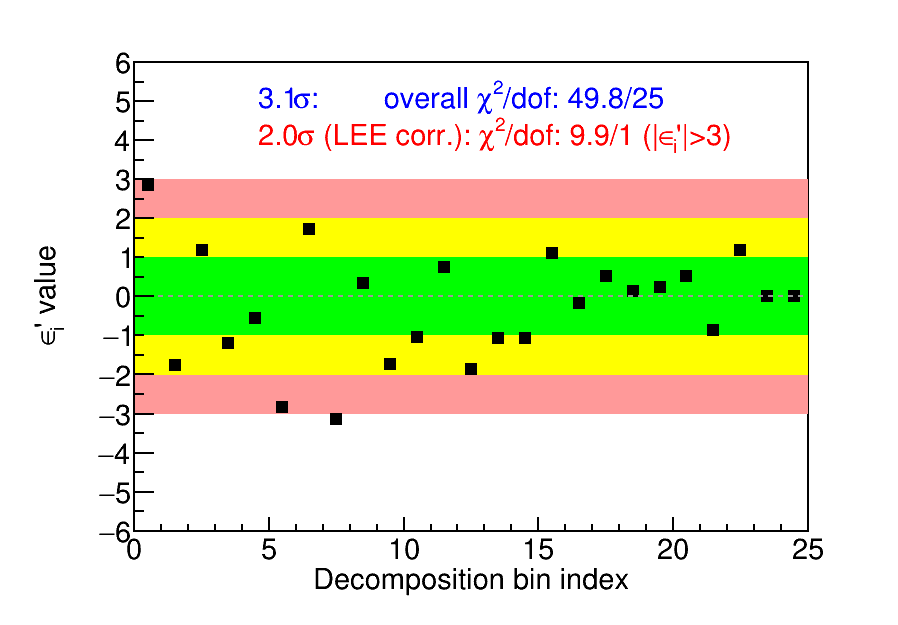 6
5
4
3
2
1
0
−1
−2
−3
−4
−5
−6
ϵᵢ' value
3.1σ: overall χ²/dof: 49.8/25
2.0σ (LEE corr.): χ²/dof: 9.9/1 (|ϵᵢ'|>3)
0 5 10 15 20 25
Decomposition bin index